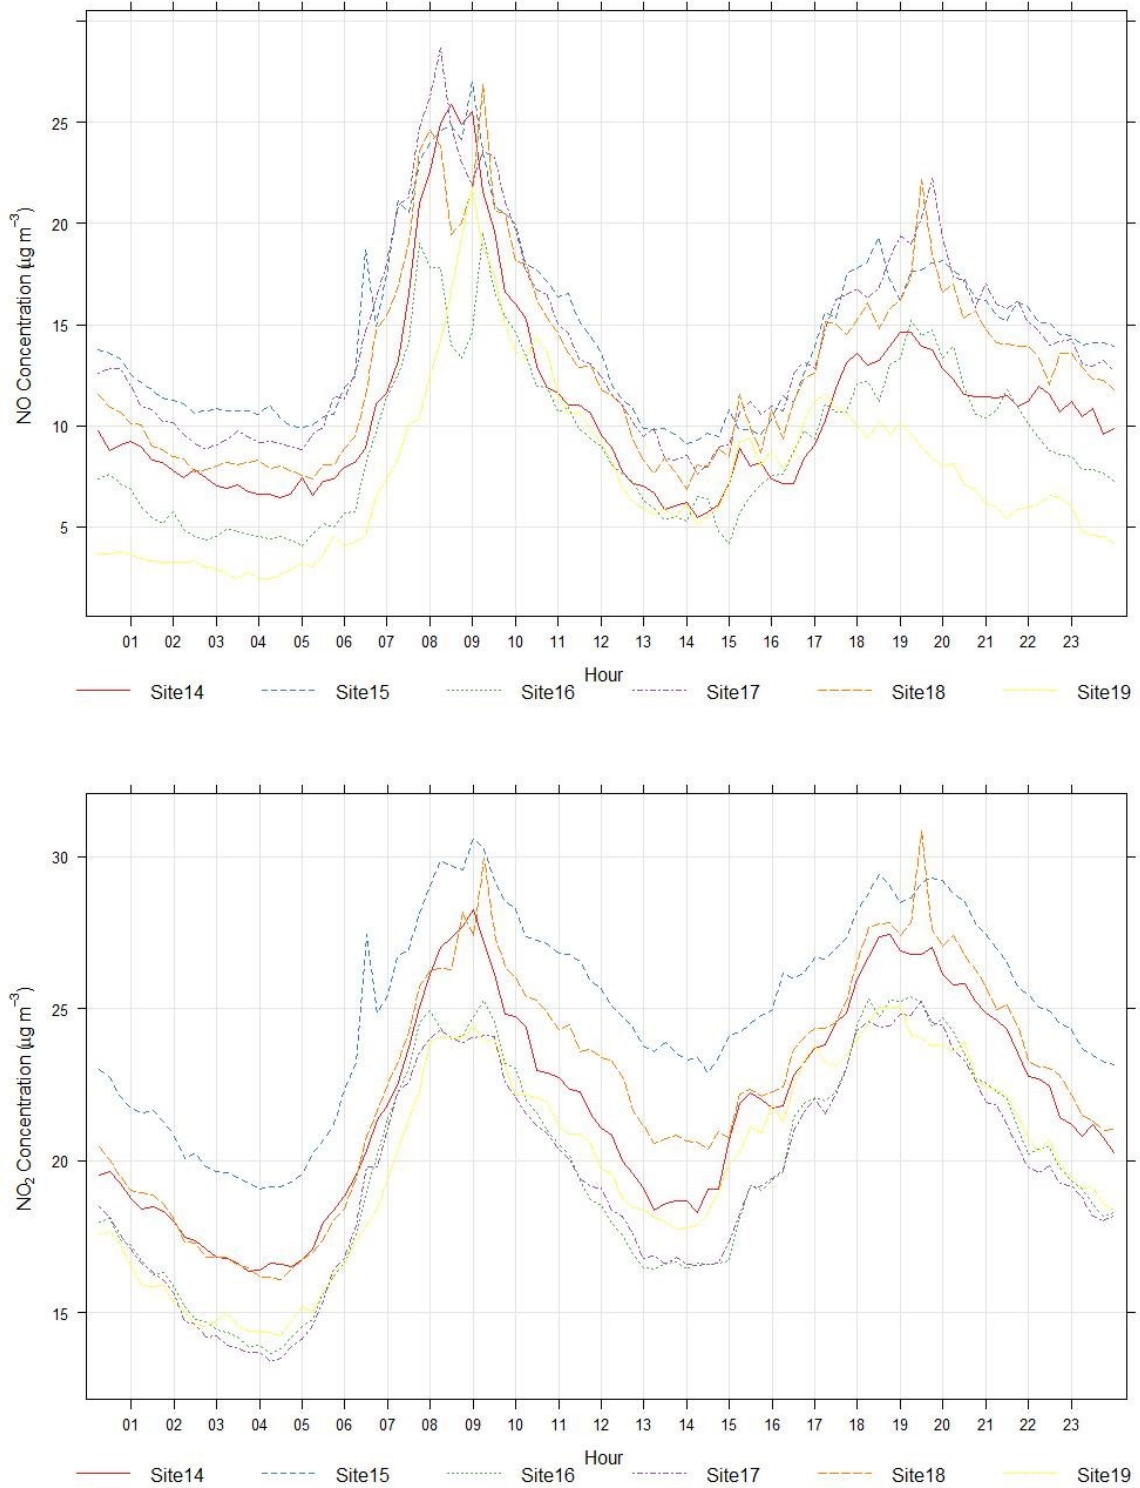 NO Concentration (µg m⁻³)
25
20
15
10
5
01 02 03 04 05 06 07 08 09 10 11 12 13 14 15 16 17 18 19 20 21 22 23
Hour
Site14 Site15 Site16 Site17 Site18 Site19
NO₂ Concentration (µg m⁻³)
30
25
20
15
01 02 03 04 05 06 07 08 09 10 11 12 13 14 15 16 17 18 19 20 21 22 23
Hour
Site14 Site15 Site16 Site17 Site18 Site19